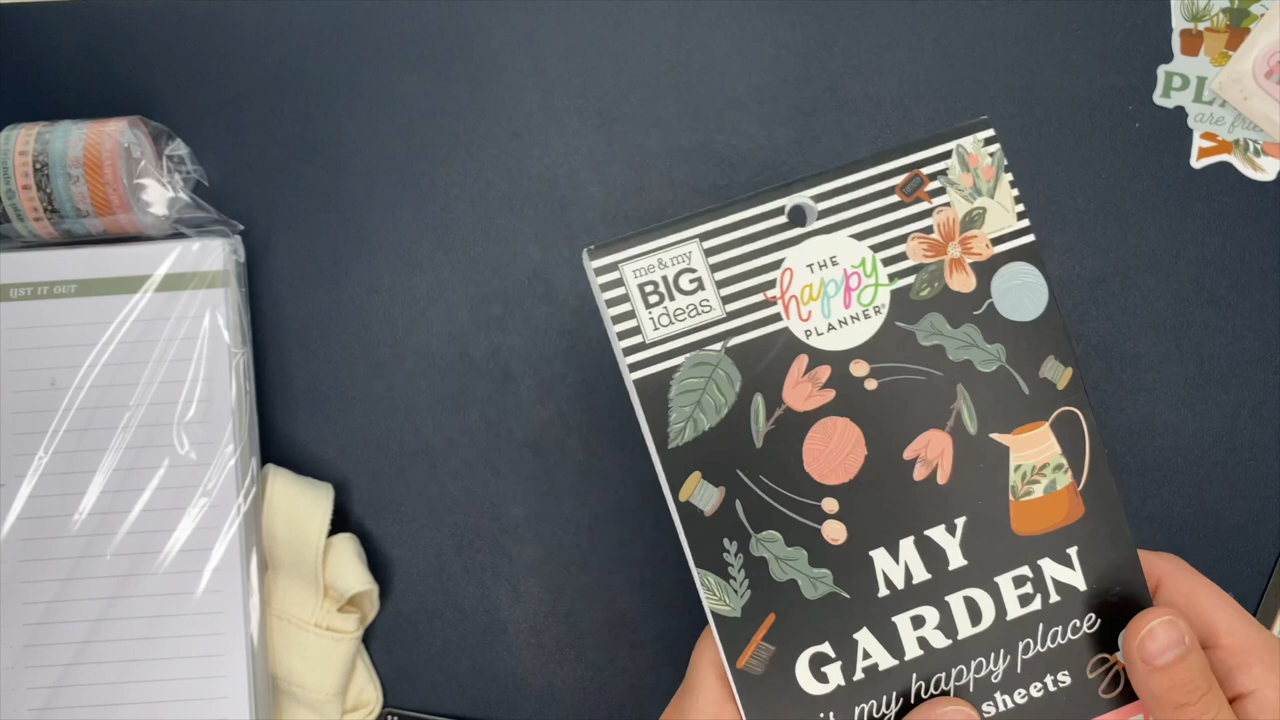 LIST IT OUT
me & my
BIG
ideas.
THE
happy
PLANNER®
MY
GARDEN
is my happy place
sheets
are frie